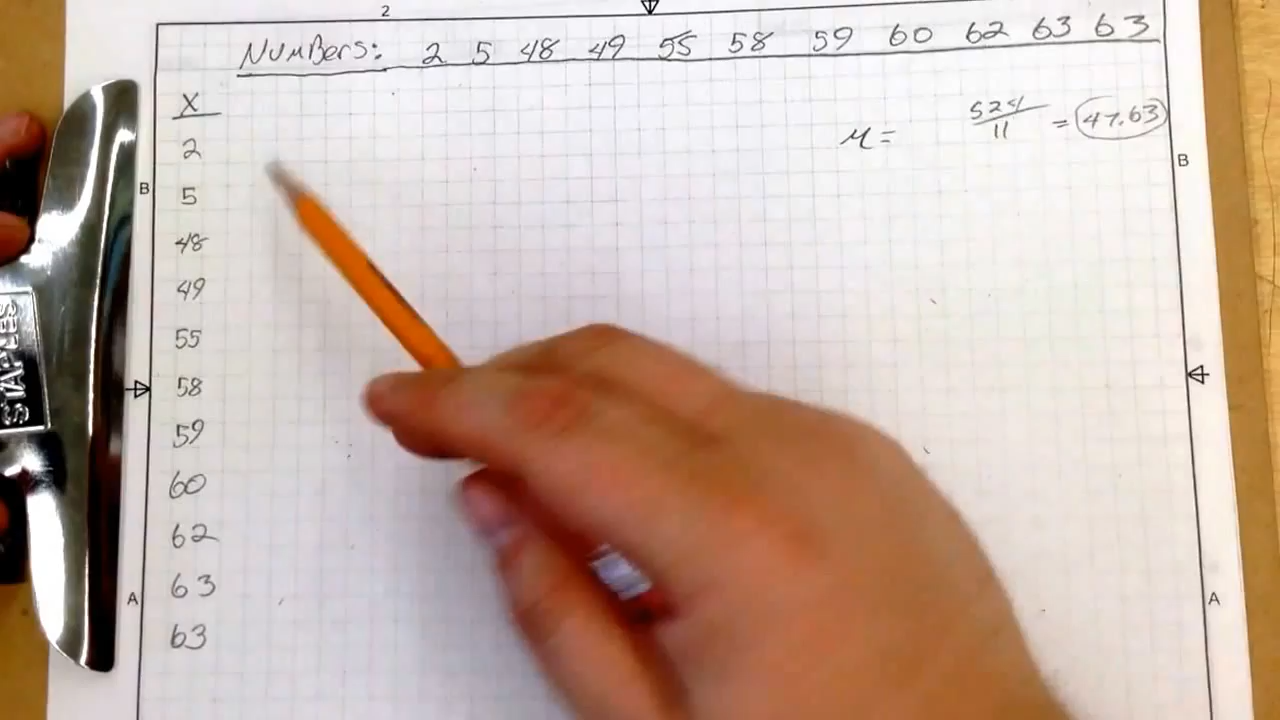 2
NUMBERS: 2 5 48 49 55 58 59 60 62 63 63
X
μ = 524/11 = 47.63
2
5
48
49
55
58
59
60
62
63
63
B
B
A
A
STAPLES